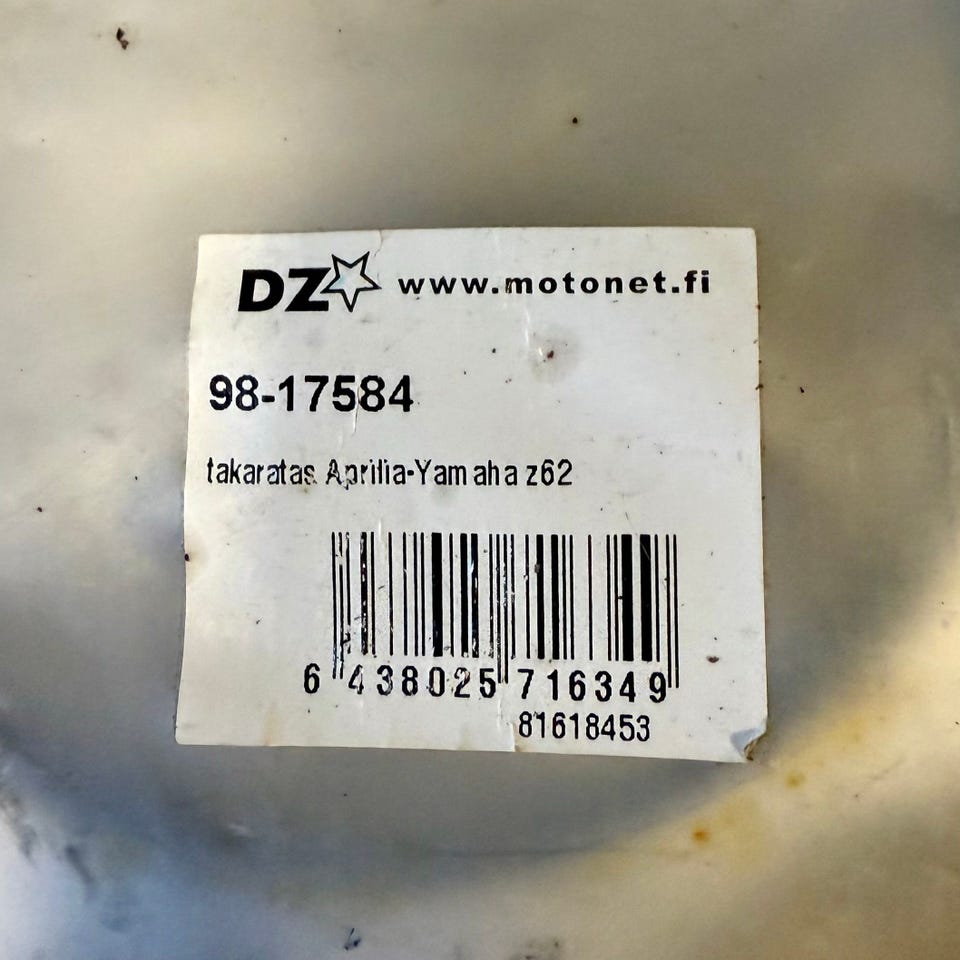 DZ www.motonet.fi
98-17584
takaratas Aprilia-Yamaha z62
6 438025 716349
81618453